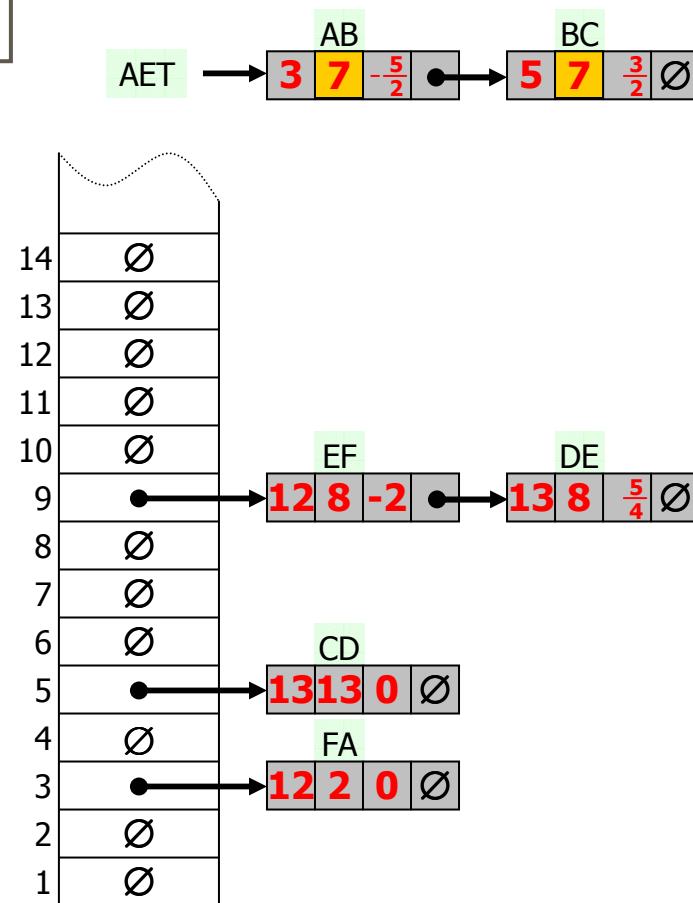 AB BC
AET 3 7 -5/2 5 7 3/2 ∅
14 ∅
13 ∅
12 ∅
11 ∅
10 ∅
EF DE
9 12 8 -2 13 8 5/4 ∅
8 ∅
7 ∅
6 ∅
CD
5 13 13 0 ∅
4 ∅
FA
3 12 2 0 ∅
2 ∅
1 ∅